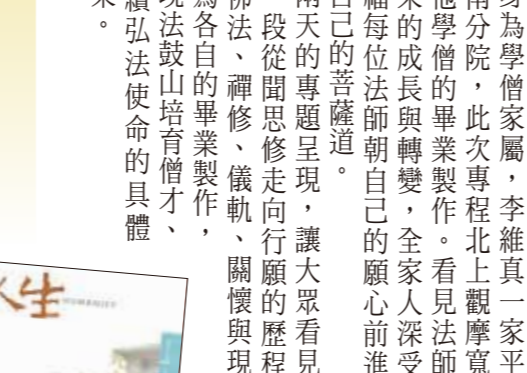 身為學僧家屬，李維真一家平
南分院，此次專程北上觀摩寬
他學僧的畢業製作。看見法師
來的成長與轉變，全家人深受
福每位法師朝自己的願心前進
自己的菩薩道。
兩天的專題呈現，讓大眾看見
段從聞思修走向行願的歷程
佛法、禪修、儀軌、關懷與現
為各自的畢業製作，
現法鼓山培育僧才、
續弘法使命的具體
果。
人生
HUMANITY